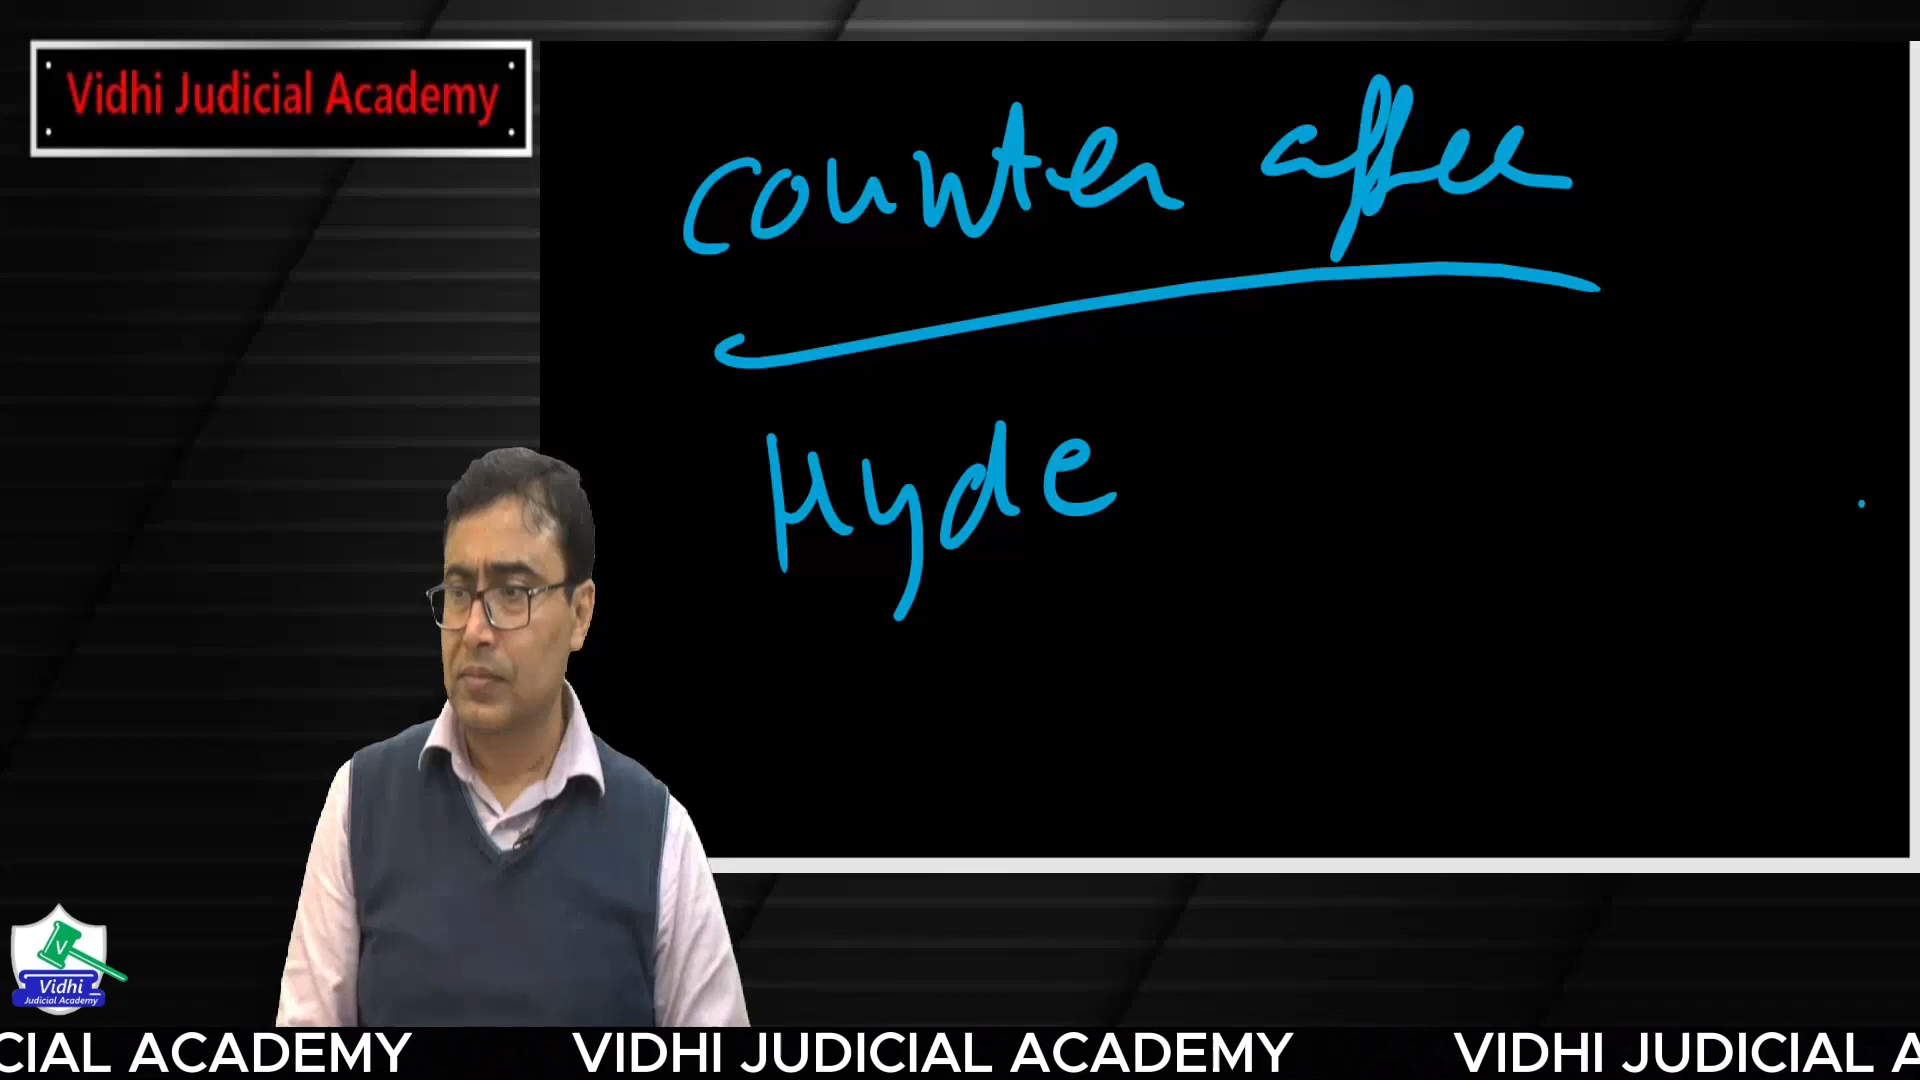 Vidhi Judicial Academy
counter offer
Hyde
V
Vidhi
Judicial Academy
CIAL ACADEMY VIDHI JUDICIAL ACADEMY VIDHI JUDICIAL A